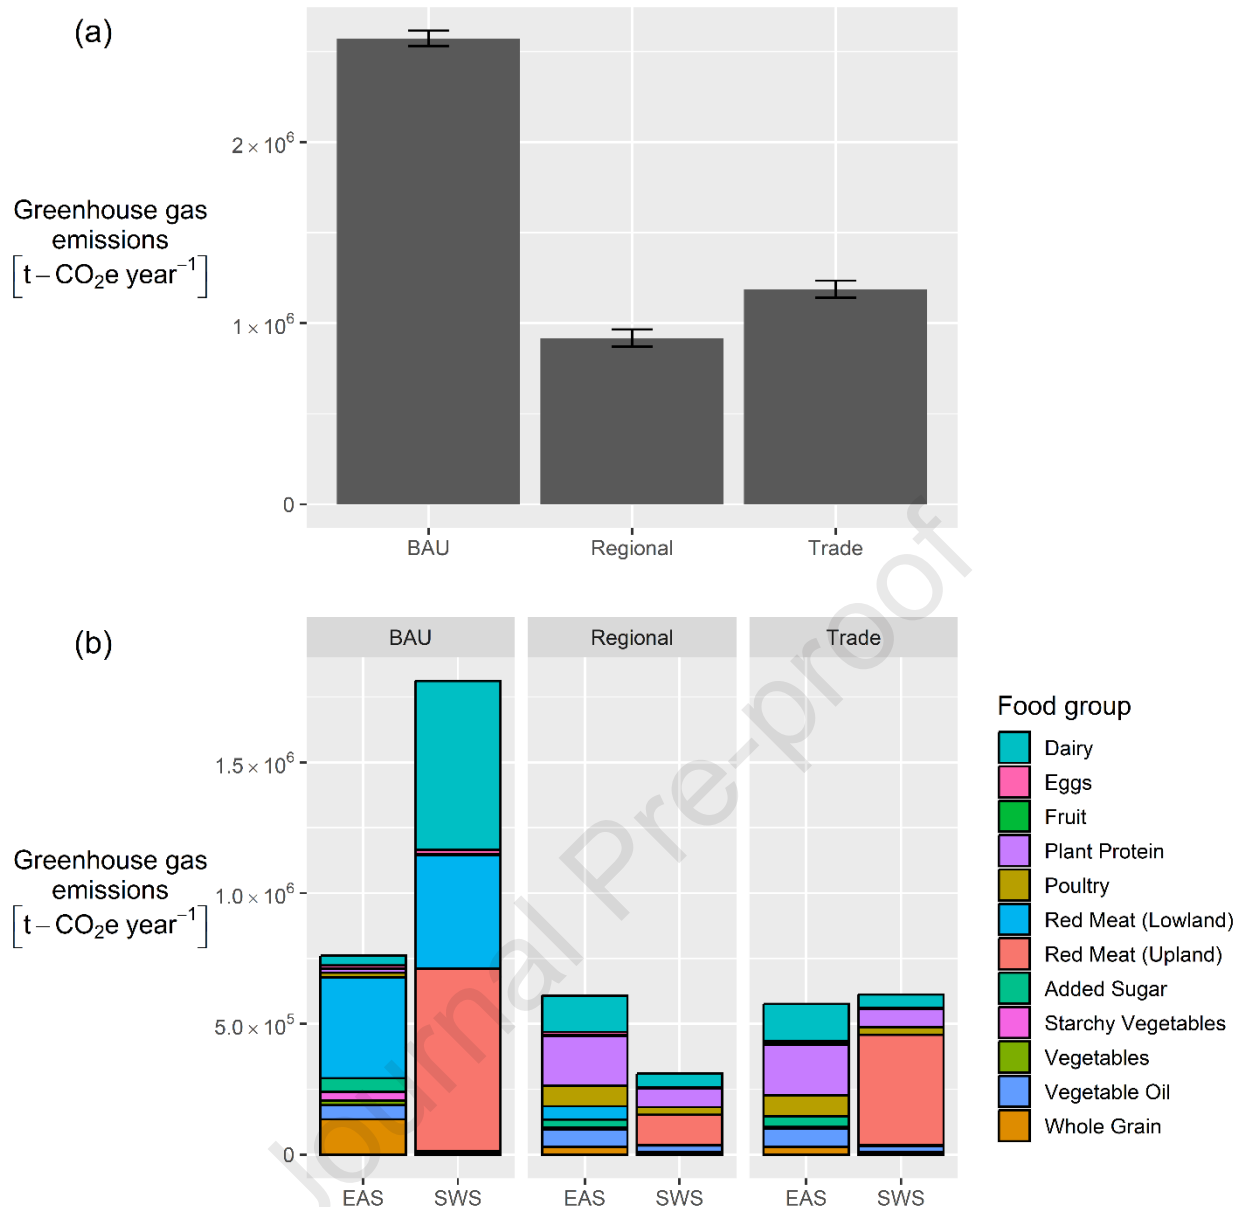 (a)
2 × 10⁶
Greenhouse gas
emissions
[t – CO₂e year⁻¹]
1 × 10⁶
0
BAU Regional Trade
(b)
BAU Regional Trade
1.5 × 10⁶
Greenhouse gas
emissions
[t – CO₂e year⁻¹]
1.0 × 10⁶
5.0 × 10⁵
0
EAS SWS EAS SWS EAS SWS
Food group
Dairy
Eggs
Fruit
Plant Protein
Poultry
Red Meat (Lowland)
Red Meat (Upland)
Added Sugar
Starchy Vegetables
Vegetables
Vegetable Oil
Whole Grain
Journal Pre-proof